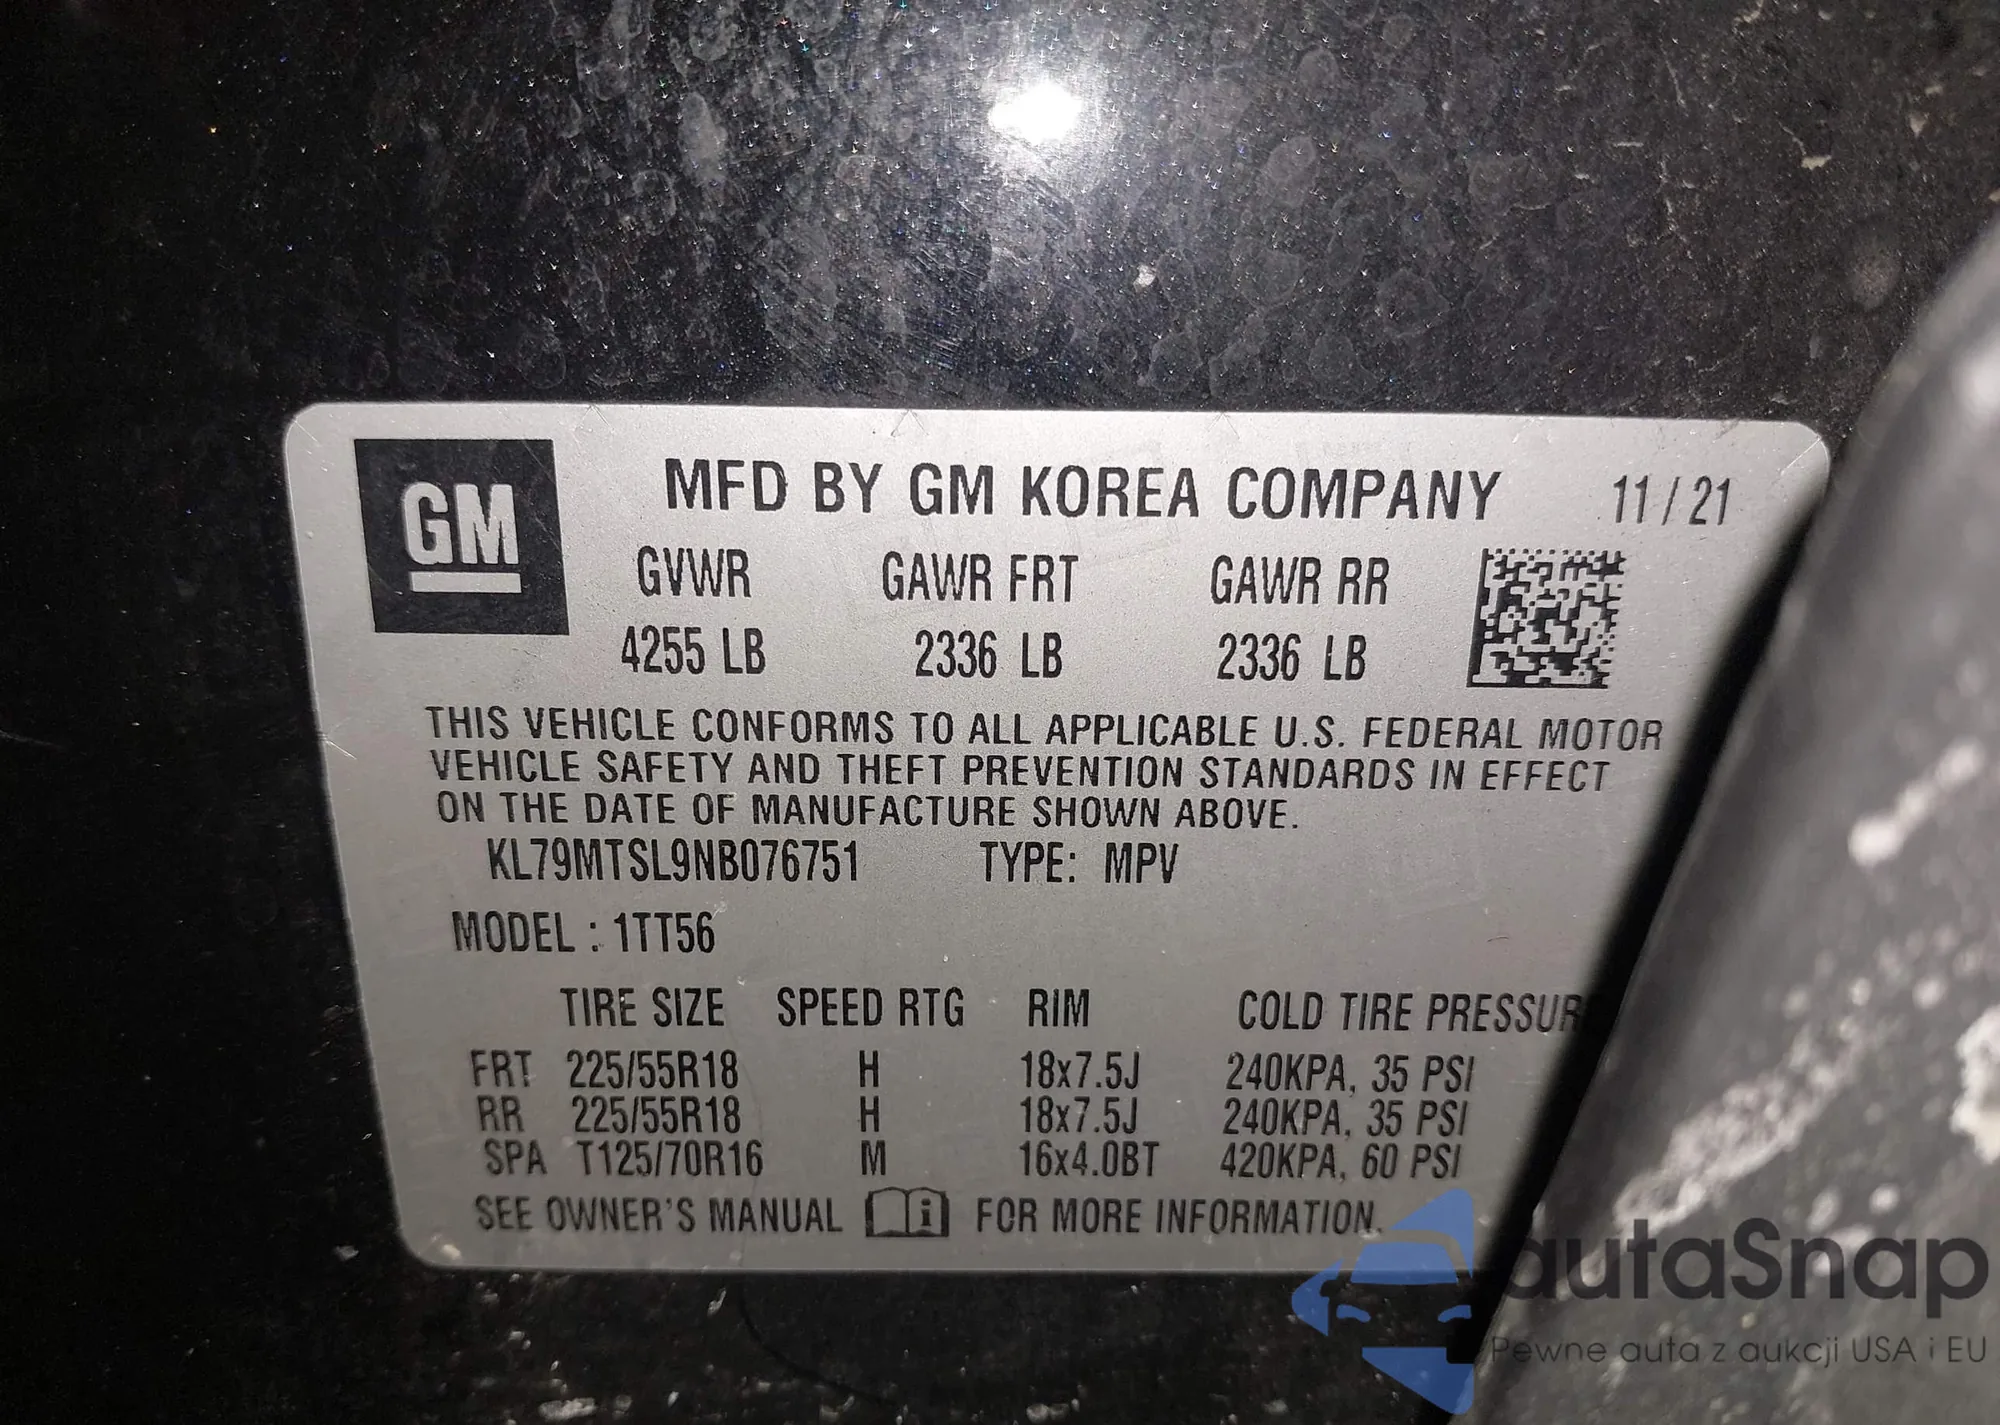 GM
MFD BY GM KOREA COMPANY 11/21
GVWR GAWR FRT GAWR RR
4255 LB 2336 LB 2336 LB
THIS VEHICLE CONFORMS TO ALL APPLICABLE U.S. FEDERAL MOTOR
VEHICLE SAFETY AND THEFT PREVENTION STANDARDS IN EFFECT
ON THE DATE OF MANUFACTURE SHOWN ABOVE.
KL79MTSL9NB076751 TYPE: MPV
MODEL : 1TT56
TIRE SIZE SPEED RTG RIM COLD TIRE PRESSUR
FRT 225/55R18 H 18x7.5J 240KPA, 35 PSI
RR 225/55R18 H 18x7.5J 240KPA, 35 PSI
SPA T125/70R16 M 16x4.0BT 420KPA, 60 PSI
SEE OWNER'S MANUAL i FOR MORE INFORMATION.
autaSnap
Pewne auta z aukcji USA i EU